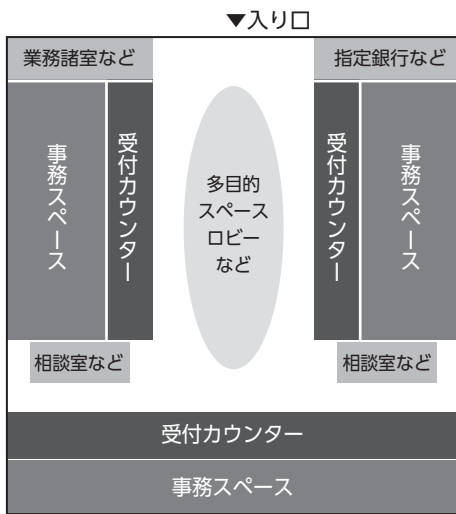 ▼入り口
業務諸室など
指定銀行など
事務スペース
受付カウンター
多目的
スペース
ロビー
など
受付カウンター
事務スペース
相談室など
相談室など
受付カウンター
事務スペース